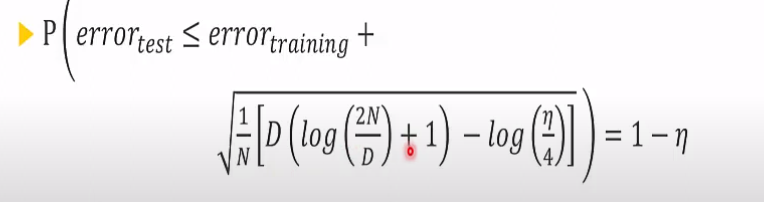 P(error_test ≤ error_training +
√(1/N [D (log(2N/D) + 1) − log(η/4)])) = 1 − η